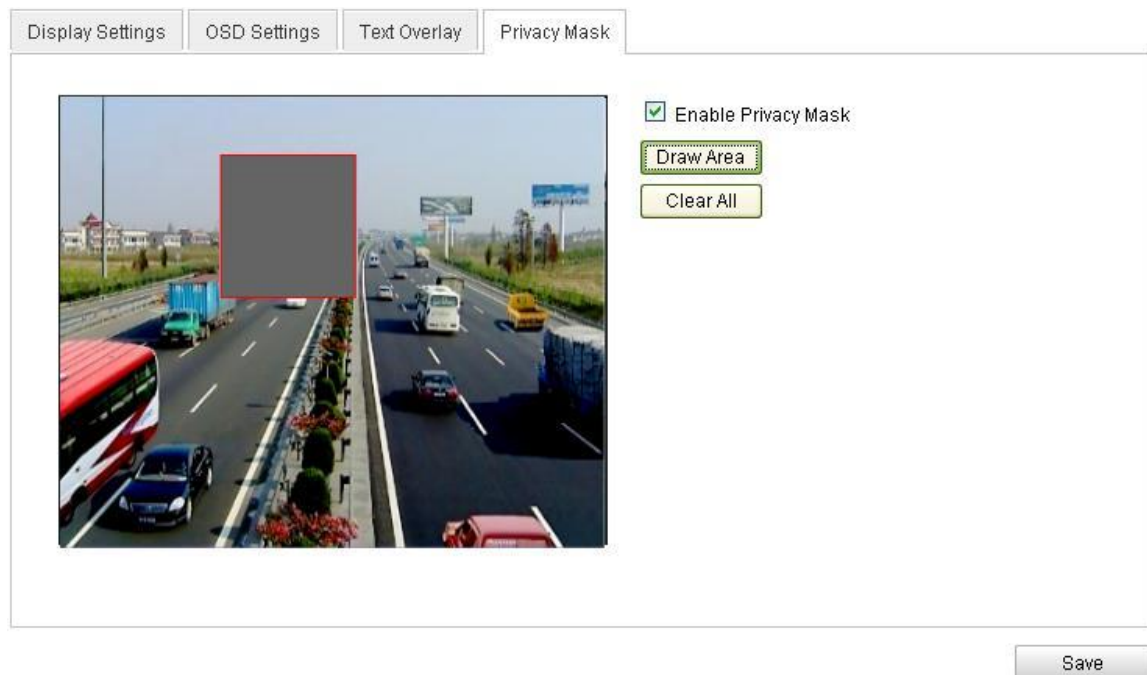 Display Settings
OSD Settings
Text Overlay
Privacy Mask
Enable Privacy Mask
Draw Area
Clear All
Save